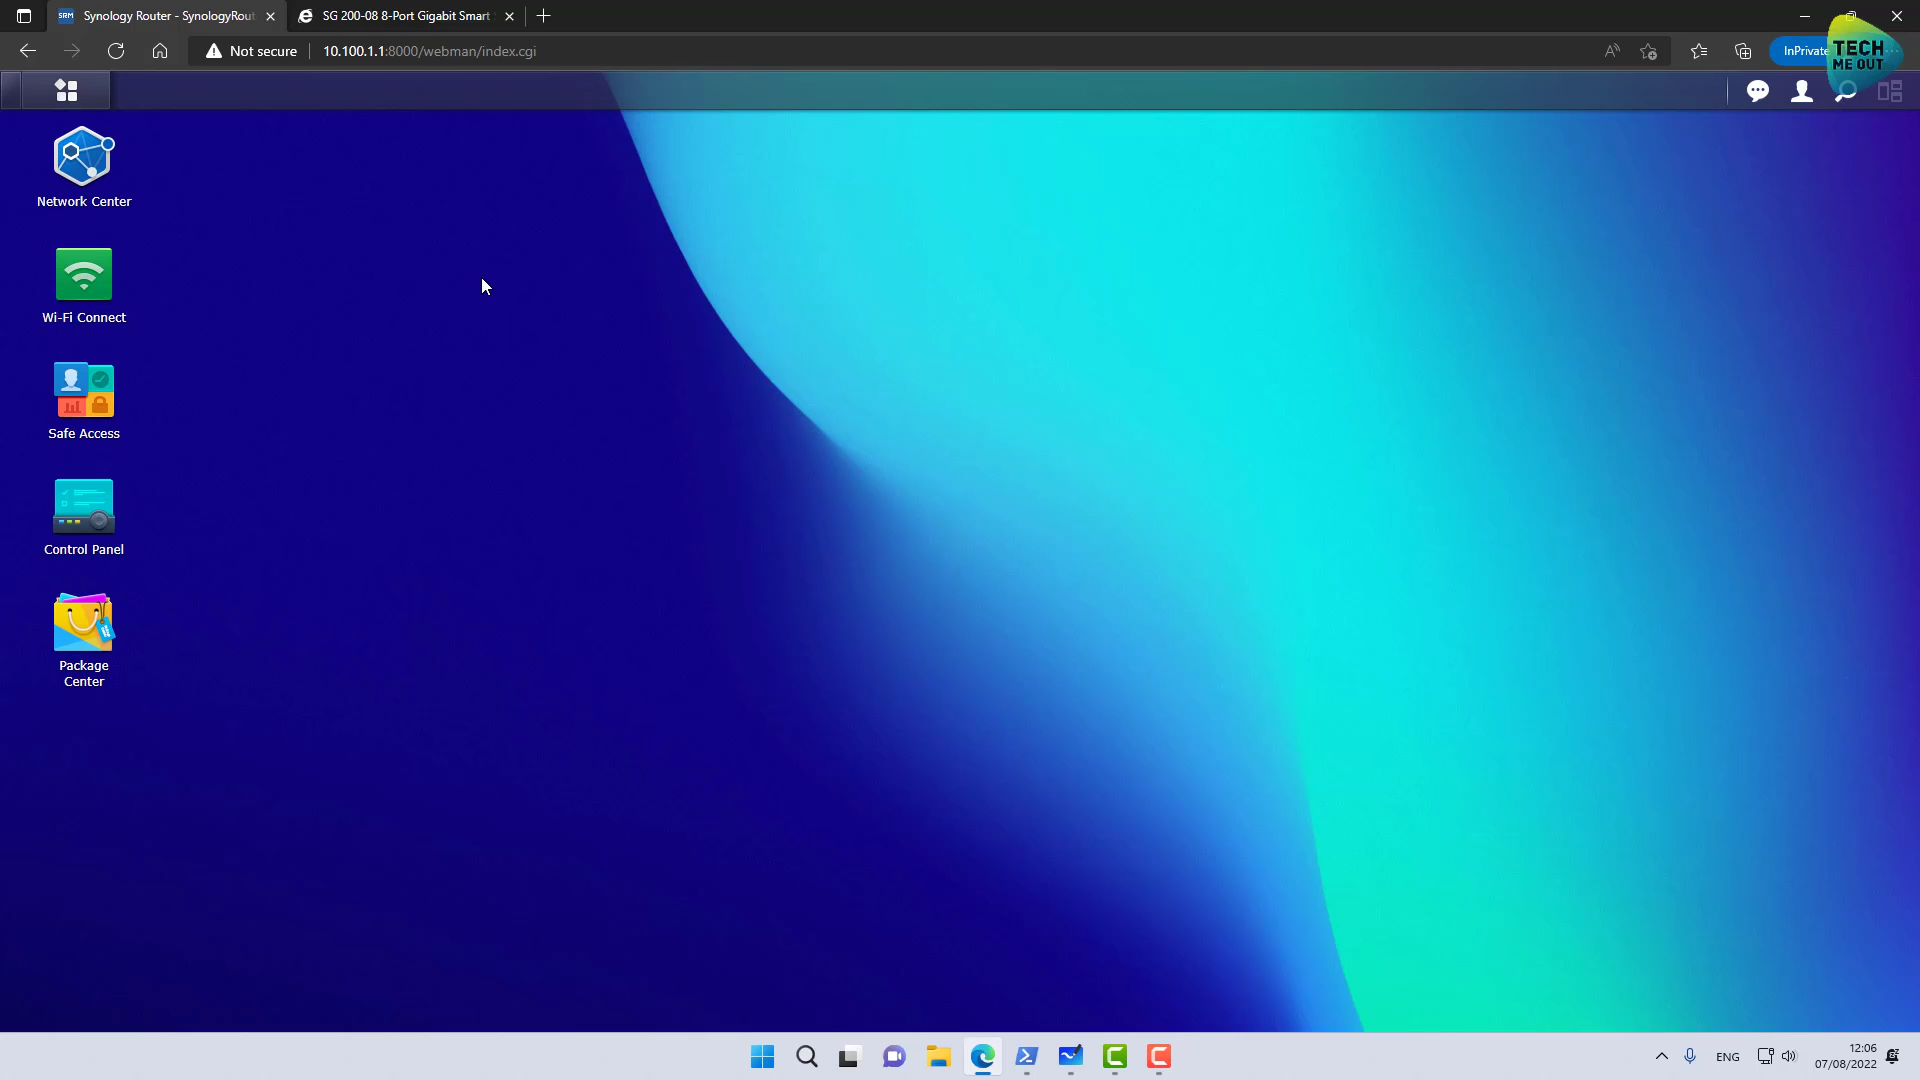 SRM Synology Router - SynologyRout
SG 200-08 8-Port Gigabit Smart
Not secure
10.100.1.1:8000/webman/index.cgi
InPrivate
TECH
ME OUT
Network Center
Wi-Fi Connect
Safe Access
Control Panel
Package
Center
ENG
12:06
07/08/2022